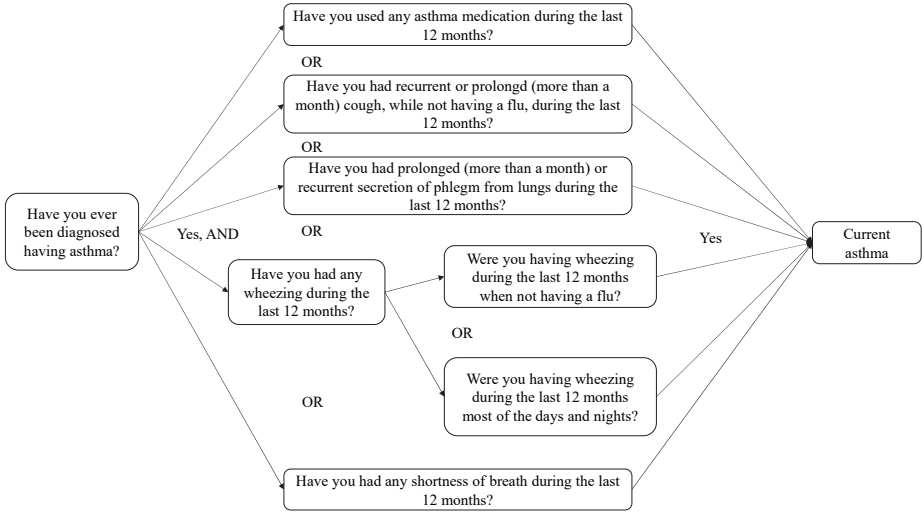 Have you used any asthma medication during the last
12 months?
OR
Have you had recurrent or prolongd (more than a
month) cough, while not having a flu, during the last
12 months?
OR
Have you had prolonged (more than a month) or
recurrent secretion of phlegm from lungs during the
last 12 months?
Have you ever
been diagnosed
having asthma?
Yes, AND
OR
Yes
Current
asthma
Have you had any
wheezing during the
last 12 months?
Were you having wheezing
during the last 12 months
when not having a flu?
OR
Were you having wheezing
during the last 12 months
most of the days and nights?
OR
Have you had any shortness of breath during the last
12 months?